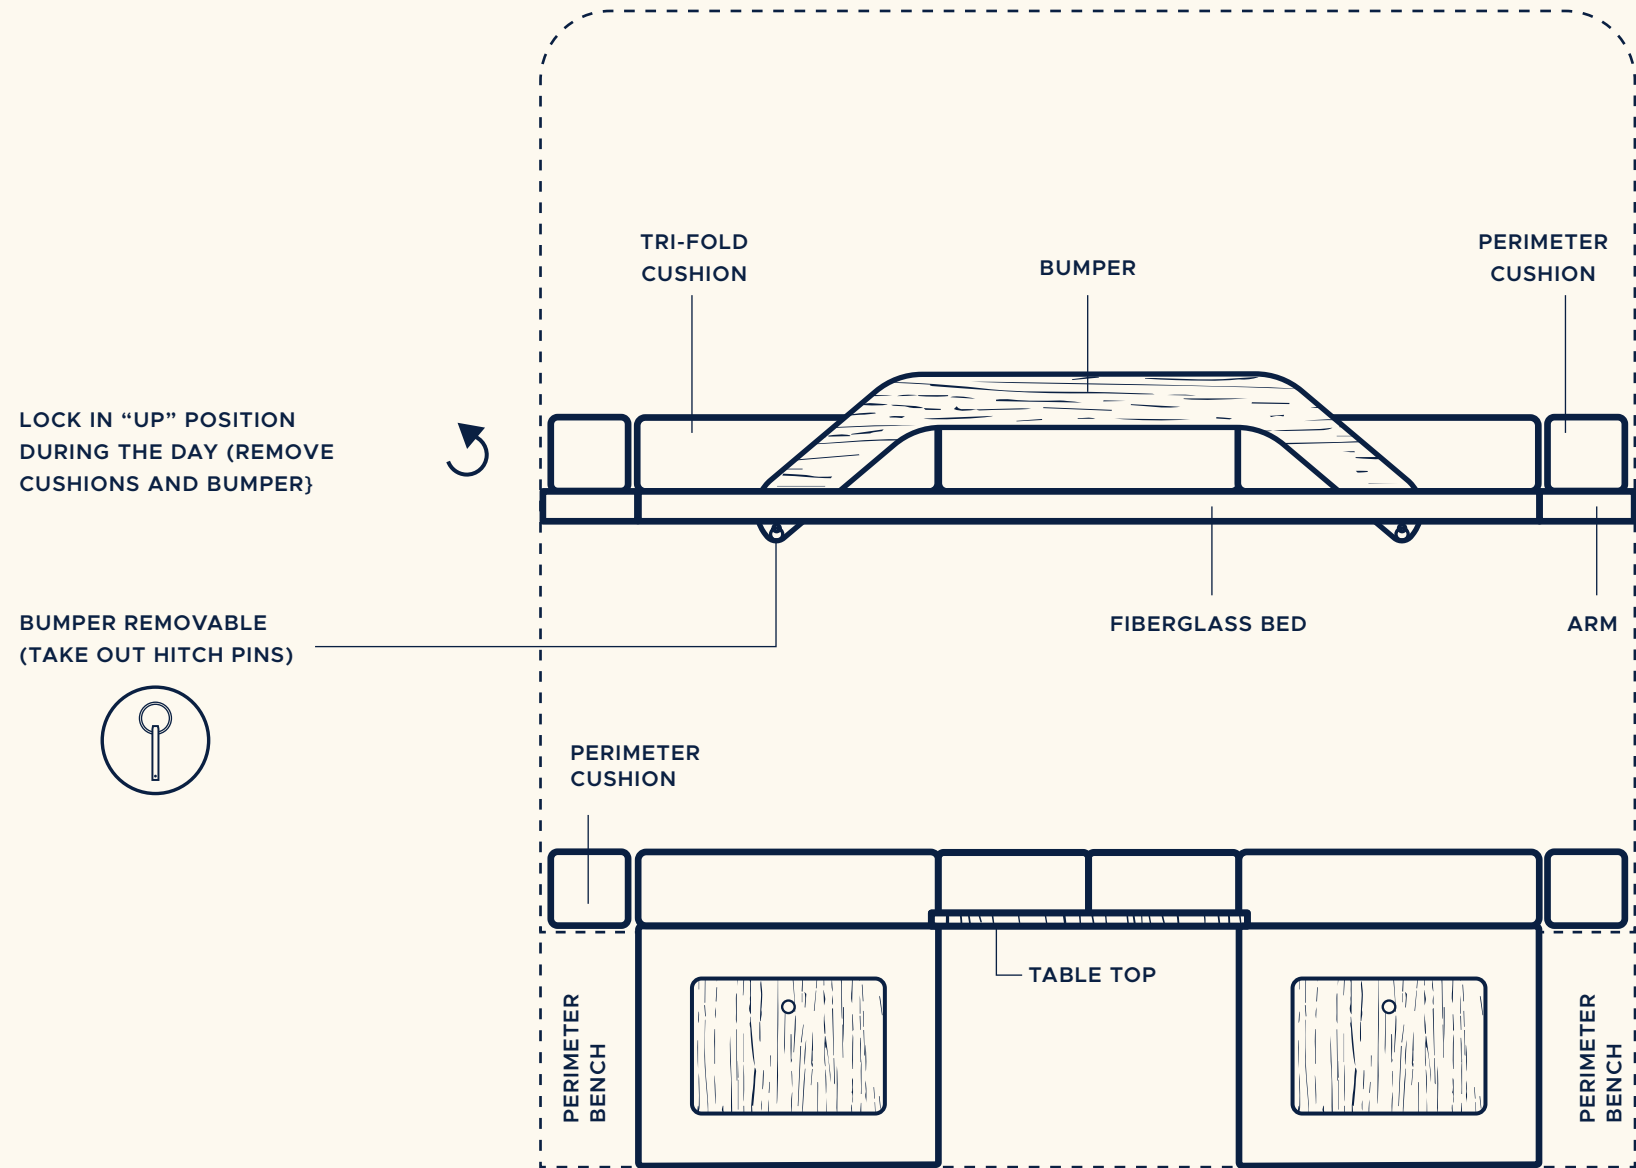 TRI-FOLD
CUSHION
BUMPER
PERIMETER
CUSHION
LOCK IN “UP” POSITION
DURING THE DAY (REMOVE
CUSHIONS AND BUMPER}
BUMPER REMOVABLE
(TAKE OUT HITCH PINS)
FIBERGLASS BED
ARM
PERIMETER
CUSHION
TABLE TOP
PERIMETER
BENCH
PERIMETER
BENCH